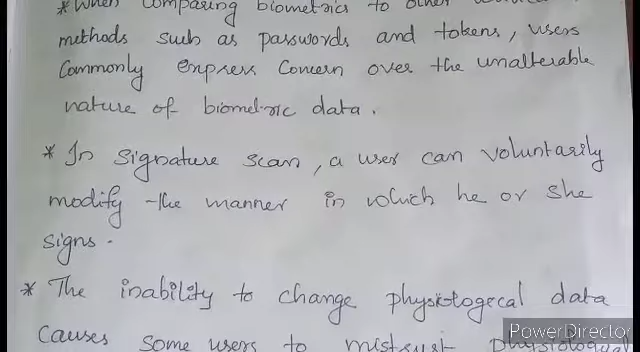 * When comparing biometrics to other
methods such as passwords and tokens, users
commonly enpress concern over the unalterable
nature of biometric data.
* In signature scan, a user can voluntarily
modify the manner in which he or she
signs.
* The inability to change physiologecal data
causes some users to mistrust physiological
PowerDirector